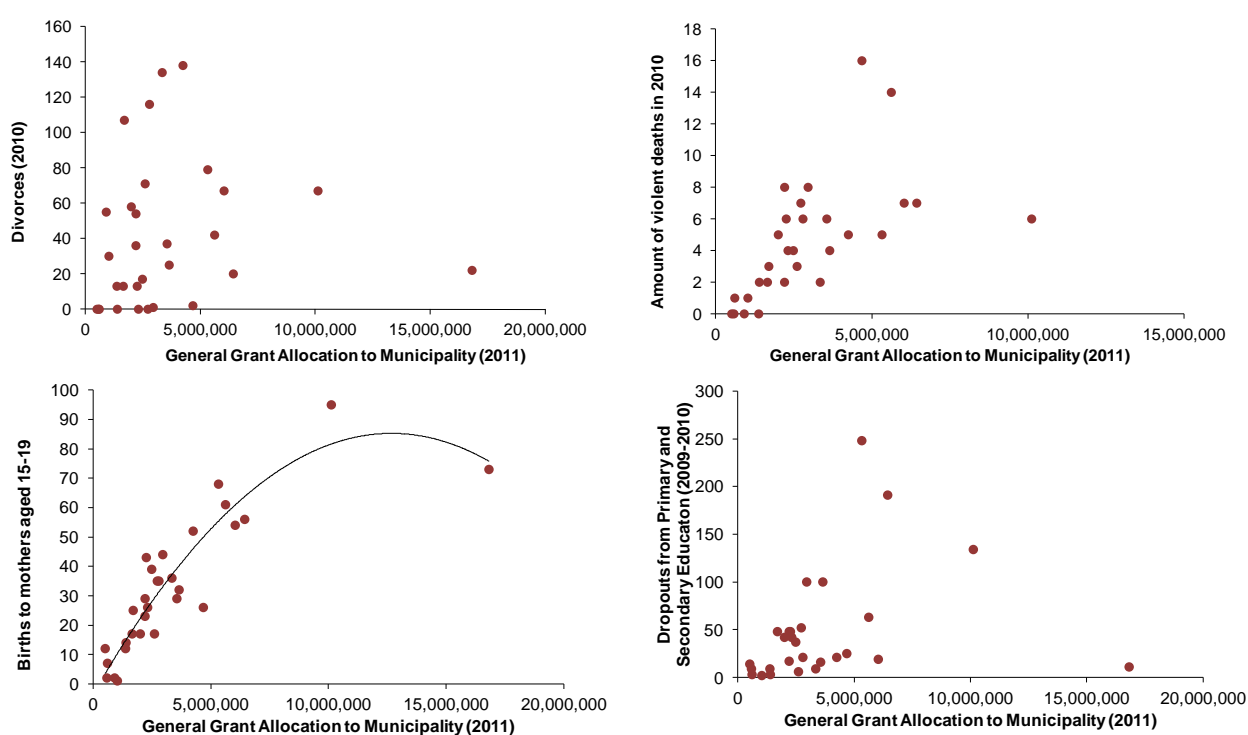 160
140
120
100
80
60
40
20
0
Divorces (2010)
0 5,000,000 10,000,000 15,000,000 20,000,000
General Grant Allocation to Municipality (2011)
18
16
14
12
10
8
6
4
2
0
Amount of violent deaths in 2010
0 5,000,000 10,000,000 15,000,000
General Grant Allocation to Municipality (2011)
100
90
80
70
60
50
40
30
20
10
0
Births to mothers aged 15-19
0 5,000,000 10,000,000 15,000,000 20,000,000
General Grant Allocation to Municipality (2011)
300
250
200
150
100
50
0
Dropouts from Primary and
Secondary Educaton (2009-2010)
0 5,000,000 10,000,000 15,000,000 20,000,000
General Grant Allocation to Municipality (2011)